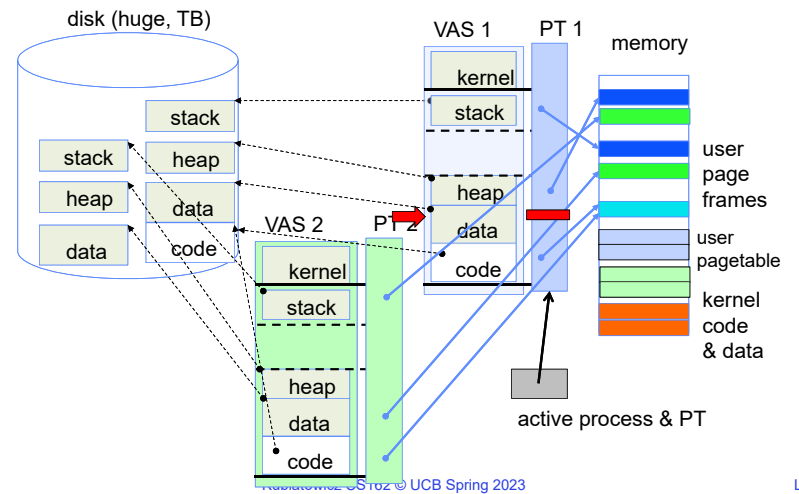 disk (huge, TB)
VAS 1
PT 1
memory
kernel
stack
stack
stack
heap
heap
heap
data
data
data
code
code
VAS 2
PT 2
kernel
stack
heap
data
code
user
page
frames
user
pagetable
kernel
code
& data
active process & PT
Kubiatowicz CS162 © UCB Spring 2023
L